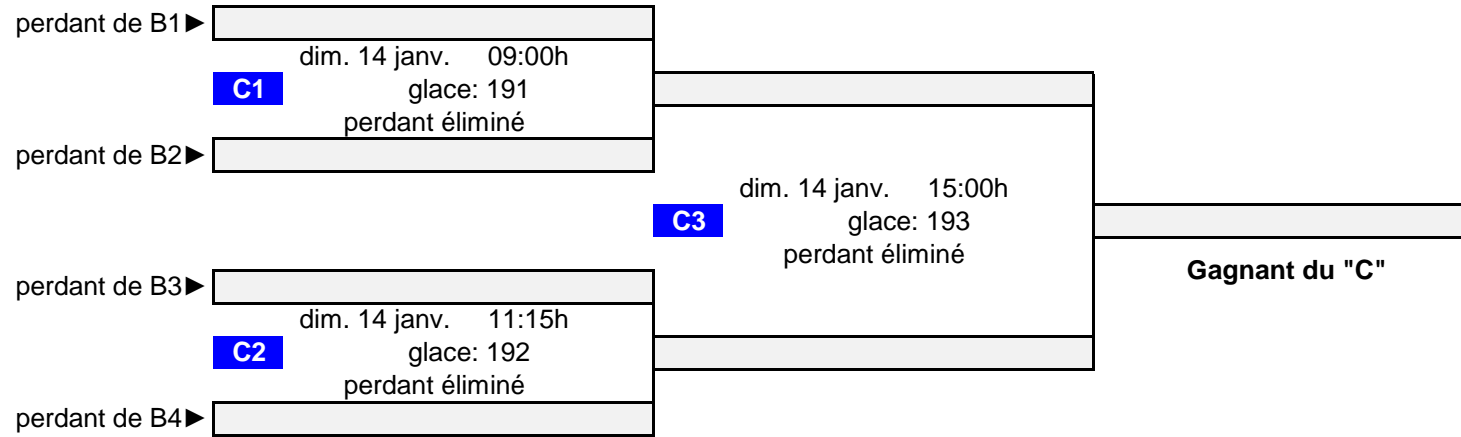 perdant de B1►
dim. 14 janv. 09:00h
C1 glace: 191
perdant éliminé
perdant de B2►
dim. 14 janv. 15:00h
C3 glace: 193
perdant éliminé
Gagnant du "C"
perdant de B3►
dim. 14 janv. 11:15h
C2 glace: 192
perdant éliminé
perdant de B4►